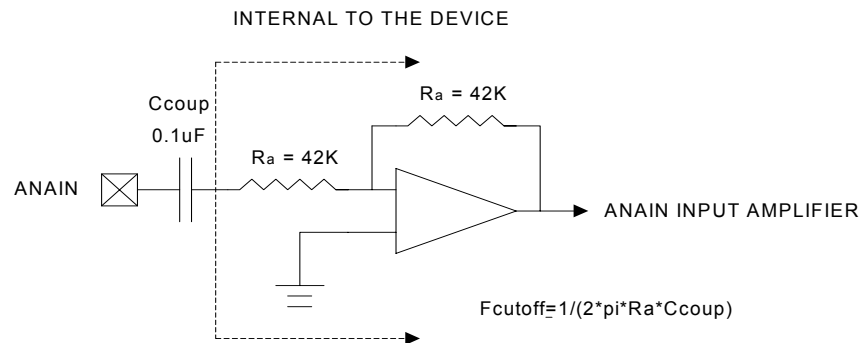 INTERNAL TO THE DEVICE
Ccoup
0.1uF
Ra = 42K
Ra = 42K
ANAIN
ANAIN INPUT AMPLIFIER
Fcutoff=1/(2*pi*Ra*Ccoup)